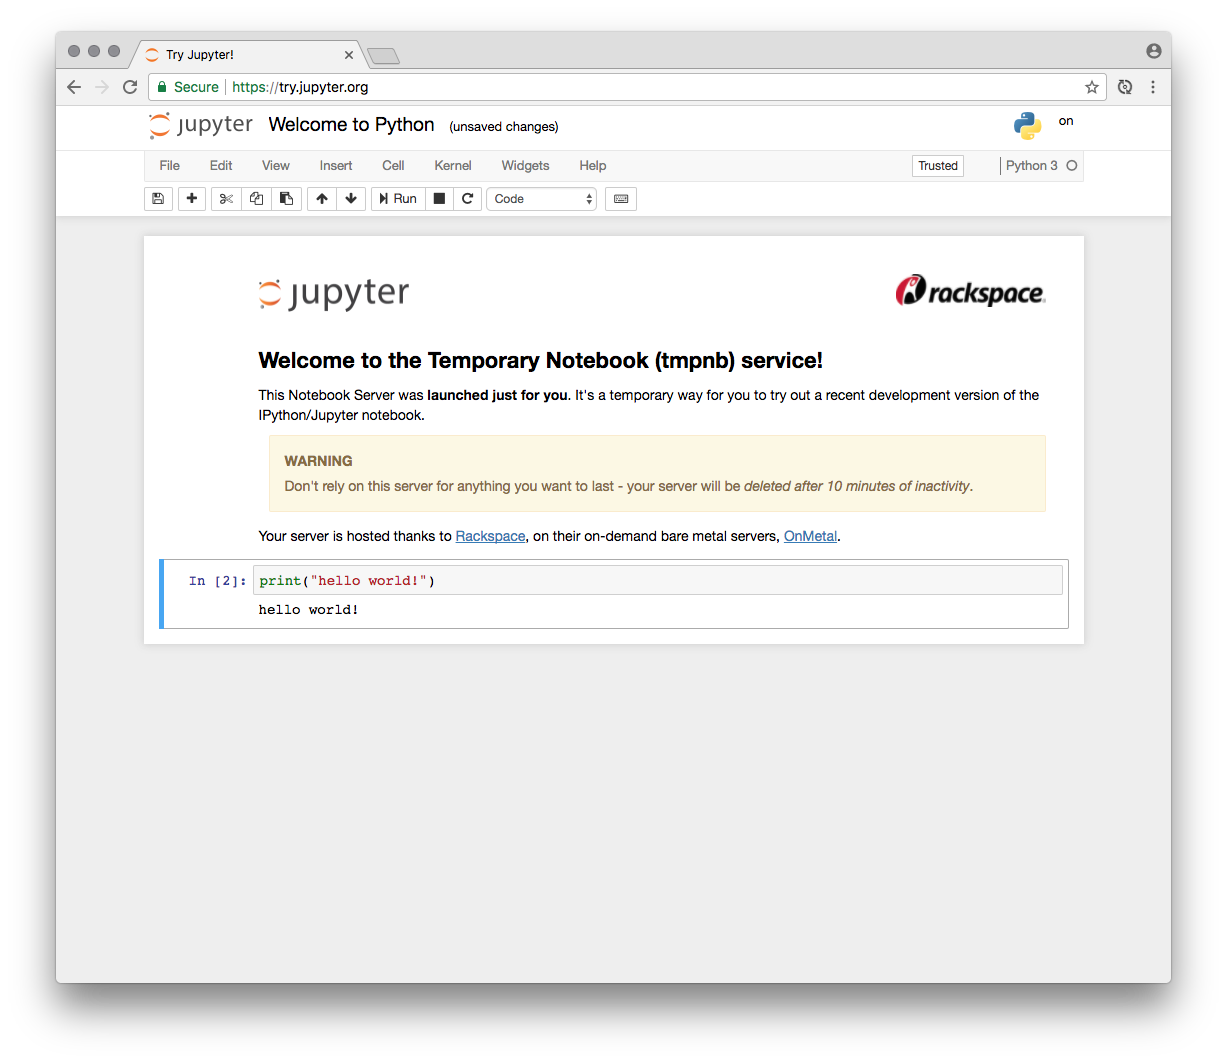 Try Jupyter!
Secure https://try.jupyter.org
jupyter Welcome to Python (unsaved changes) on
File Edit View Insert Cell Kernel Widgets Help Trusted Python 3
Run Code
jupyter rackspace
Welcome to the Temporary Notebook (tmpnb) service!
This Notebook Server was launched just for you. It's a temporary way for you to try out a recent development version of the
IPython/Jupyter notebook.
WARNING
Don't rely on this server for anything you want to last - your server will be deleted after 10 minutes of inactivity.
Your server is hosted thanks to Rackspace, on their on-demand bare metal servers, OnMetal.
In [2]: print("hello world!")
hello world!